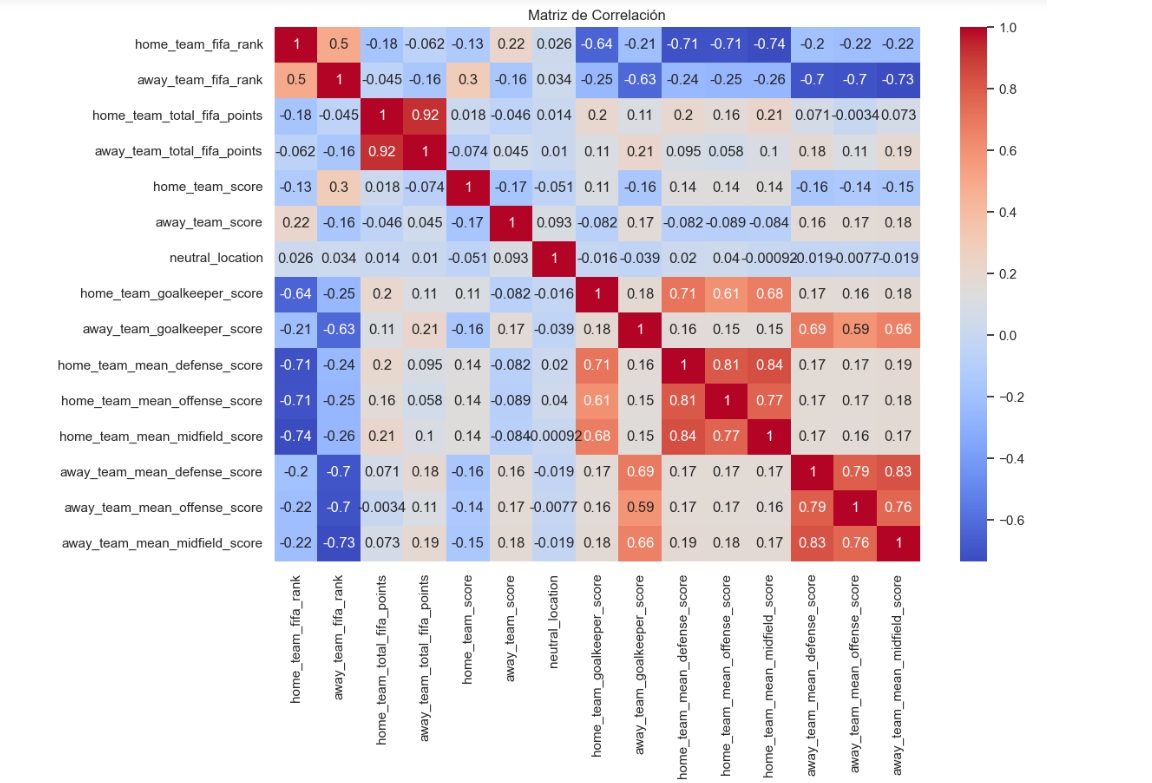 Matriz de Correlación
home_team_fifa_rank 1 0.5 -0.18 -0.062 -0.13 0.22 0.026 -0.64 -0.21 -0.71 -0.71 -0.74 -0.2 -0.22 -0.22
away_team_fifa_rank 0.5 1 -0.045 -0.16 0.3 -0.16 0.034 -0.25 -0.63 -0.24 -0.25 -0.26 -0.7 -0.7 -0.73
home_team_total_fifa_points -0.18 -0.045 1 0.92 0.018 -0.046 0.014 0.2 0.11 0.2 0.16 0.21 0.071 -0.0034 0.073
away_team_total_fifa_points -0.062 -0.16 0.92 1 -0.074 0.045 0.01 0.11 0.21 0.095 0.058 0.1 0.18 0.11 0.19
home_team_score -0.13 0.3 0.018 -0.074 1 -0.17 -0.051 0.11 -0.16 0.14 0.14 0.14 -0.16 -0.14 -0.15
away_team_score 0.22 -0.16 -0.046 0.045 -0.17 1 0.093 -0.082 0.17 -0.082 -0.089 -0.084 0.16 0.17 0.18
neutral_location 0.026 0.034 0.014 0.01 -0.051 0.093 1 -0.016 -0.039 0.02 0.04 -0.00092 -0.019 -0.0077 -0.019
home_team_goalkeeper_score -0.64 -0.25 0.2 0.11 0.11 -0.082 -0.016 1 0.18 0.71 0.61 0.68 0.17 0.16 0.18
away_team_goalkeeper_score -0.21 -0.63 0.11 0.21 -0.16 0.17 -0.039 0.18 1 0.16 0.15 0.15 0.69 0.59 0.66
home_team_mean_defense_score -0.71 -0.24 0.2 0.095 0.14 -0.082 0.02 0.71 0.16 1 0.81 0.84 0.17 0.17 0.19
home_team_mean_offense_score -0.71 -0.25 0.16 0.058 0.14 -0.089 0.04 0.61 0.15 0.81 1 0.77 0.17 0.17 0.18
home_team_mean_midfield_score -0.74 -0.26 0.21 0.1 0.14 -0.084 -0.00092 0.68 0.15 0.84 0.77 1 0.17 0.16 0.17
away_team_mean_defense_score -0.2 -0.7 0.071 0.18 -0.16 0.16 -0.019 0.17 0.69 0.17 0.17 0.17 1 0.79 0.83
away_team_mean_offense_score -0.22 -0.7 -0.0034 0.11 -0.14 0.17 -0.0077 0.16 0.59 0.17 0.17 0.16 0.79 1 0.76
away_team_mean_midfield_score -0.22 -0.73 0.073 0.19 -0.15 0.18 -0.019 0.18 0.66 0.19 0.18 0.17 0.83 0.76 1
home_team_fifa_rank
away_team_fifa_rank
home_team_total_fifa_points
away_team_total_fifa_points
home_team_score
away_team_score
neutral_location
home_team_goalkeeper_score
away_team_goalkeeper_score
home_team_mean_defense_score
home_team_mean_offense_score
home_team_mean_midfield_score
away_team_mean_defense_score
away_team_mean_offense_score
away_team_mean_midfield_score
1.0
0.8
0.6
0.4
0.2
0.0
−0.2
−0.4
−0.6